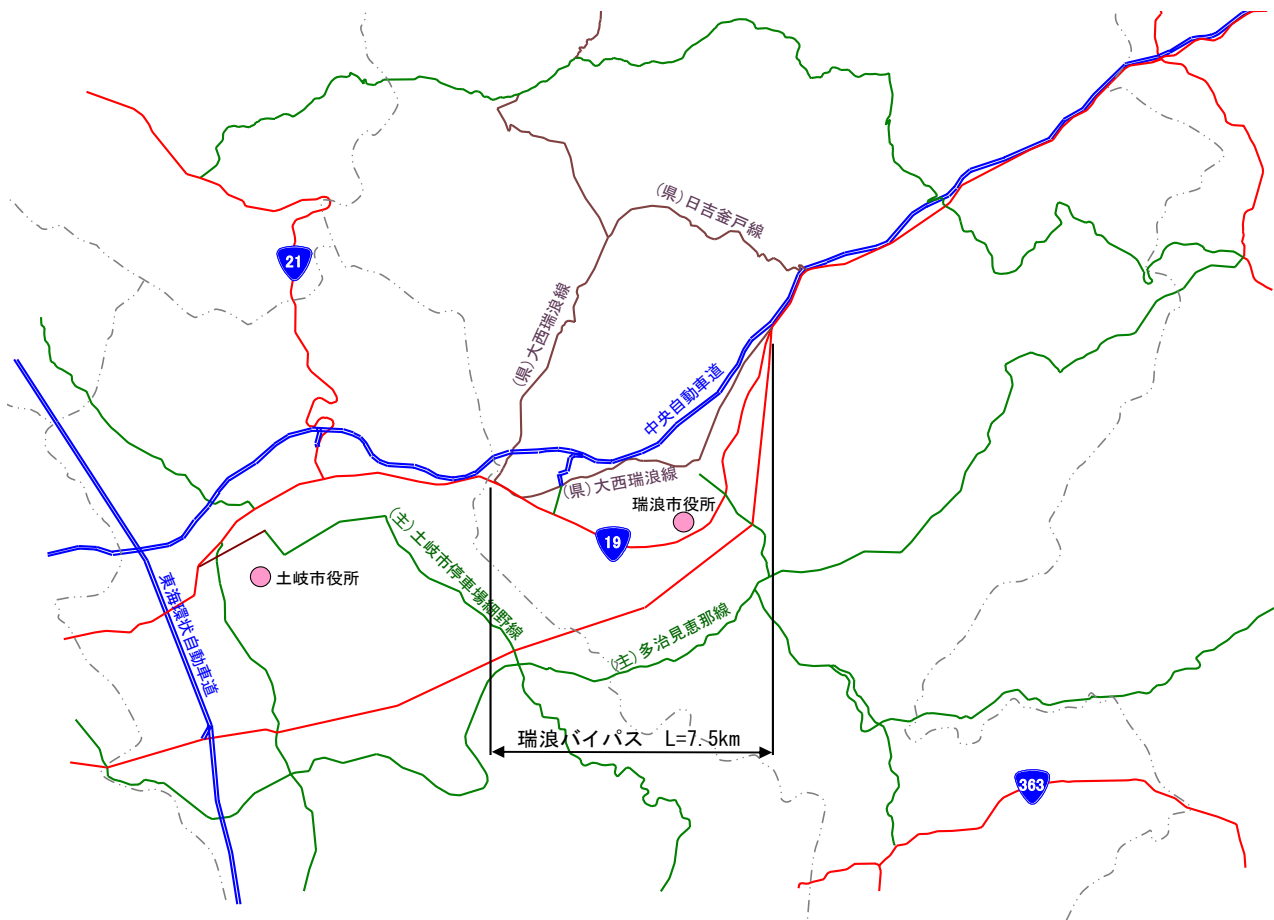 (県)日吉釜戸線
21
(県)大西瑞浪線
中央自動車道
(県)大西瑞浪線
瑞浪市役所
19
(主)土岐市停車場細野線
土岐市役所
東海環状自動車道
(主)多治見恵那線
瑞浪バイパス L=7.5km
363